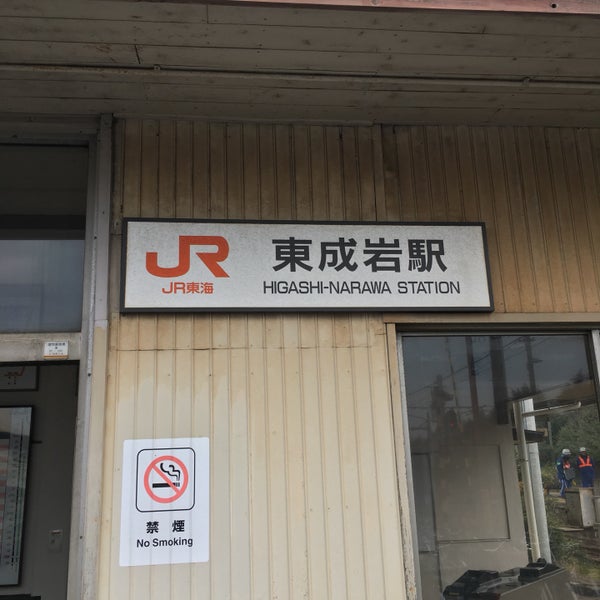 JR
JR東海
東成岩駅
HIGASHI-NARAWA STATION
禁煙
No Smoking